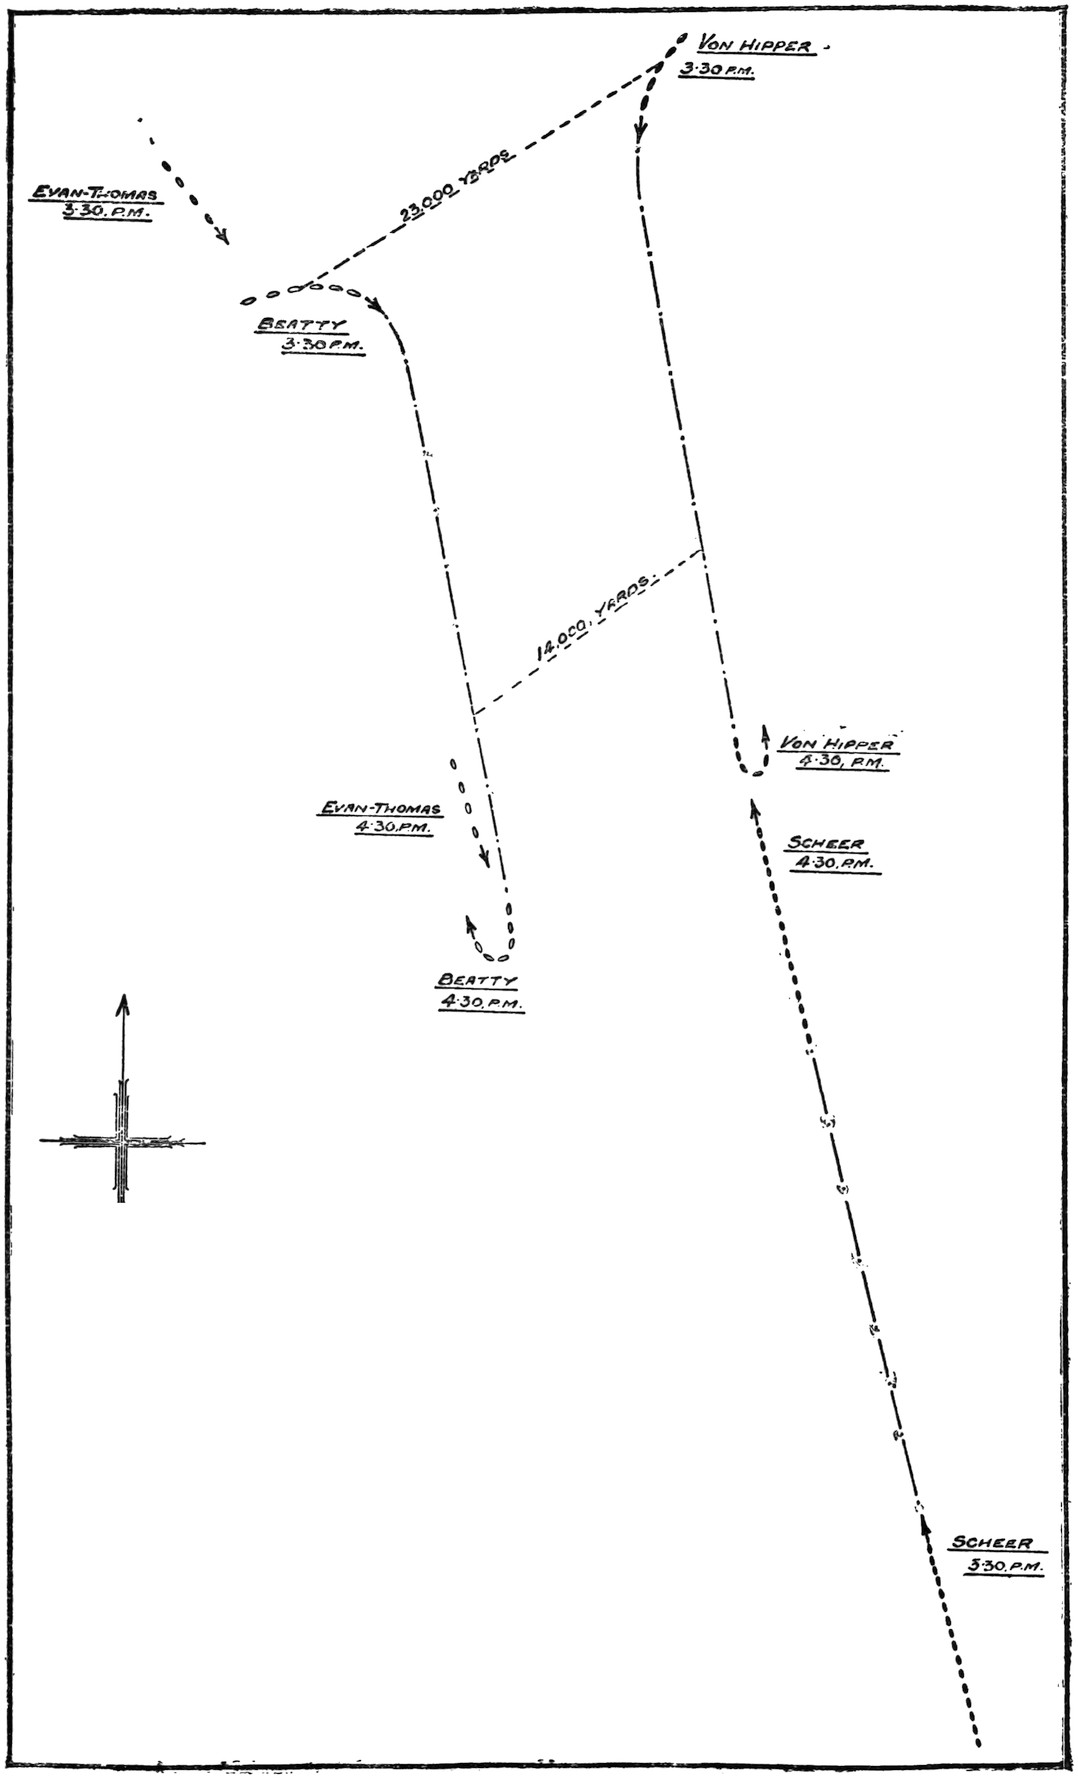 VON HIPPER
3·30 P.M.
23,000 YARDS
EVAN-THOMAS
3·30. P.M.
BEATTY
3·30 P.M.
14,000, YARDS.
VON HIPPER
4·30, P.M.
EVAN-THOMAS
4·30, P.M.
SCHEER
4·30, P.M.
BEATTY
4·30, P.M.
SCHEER
3·30, P.M.